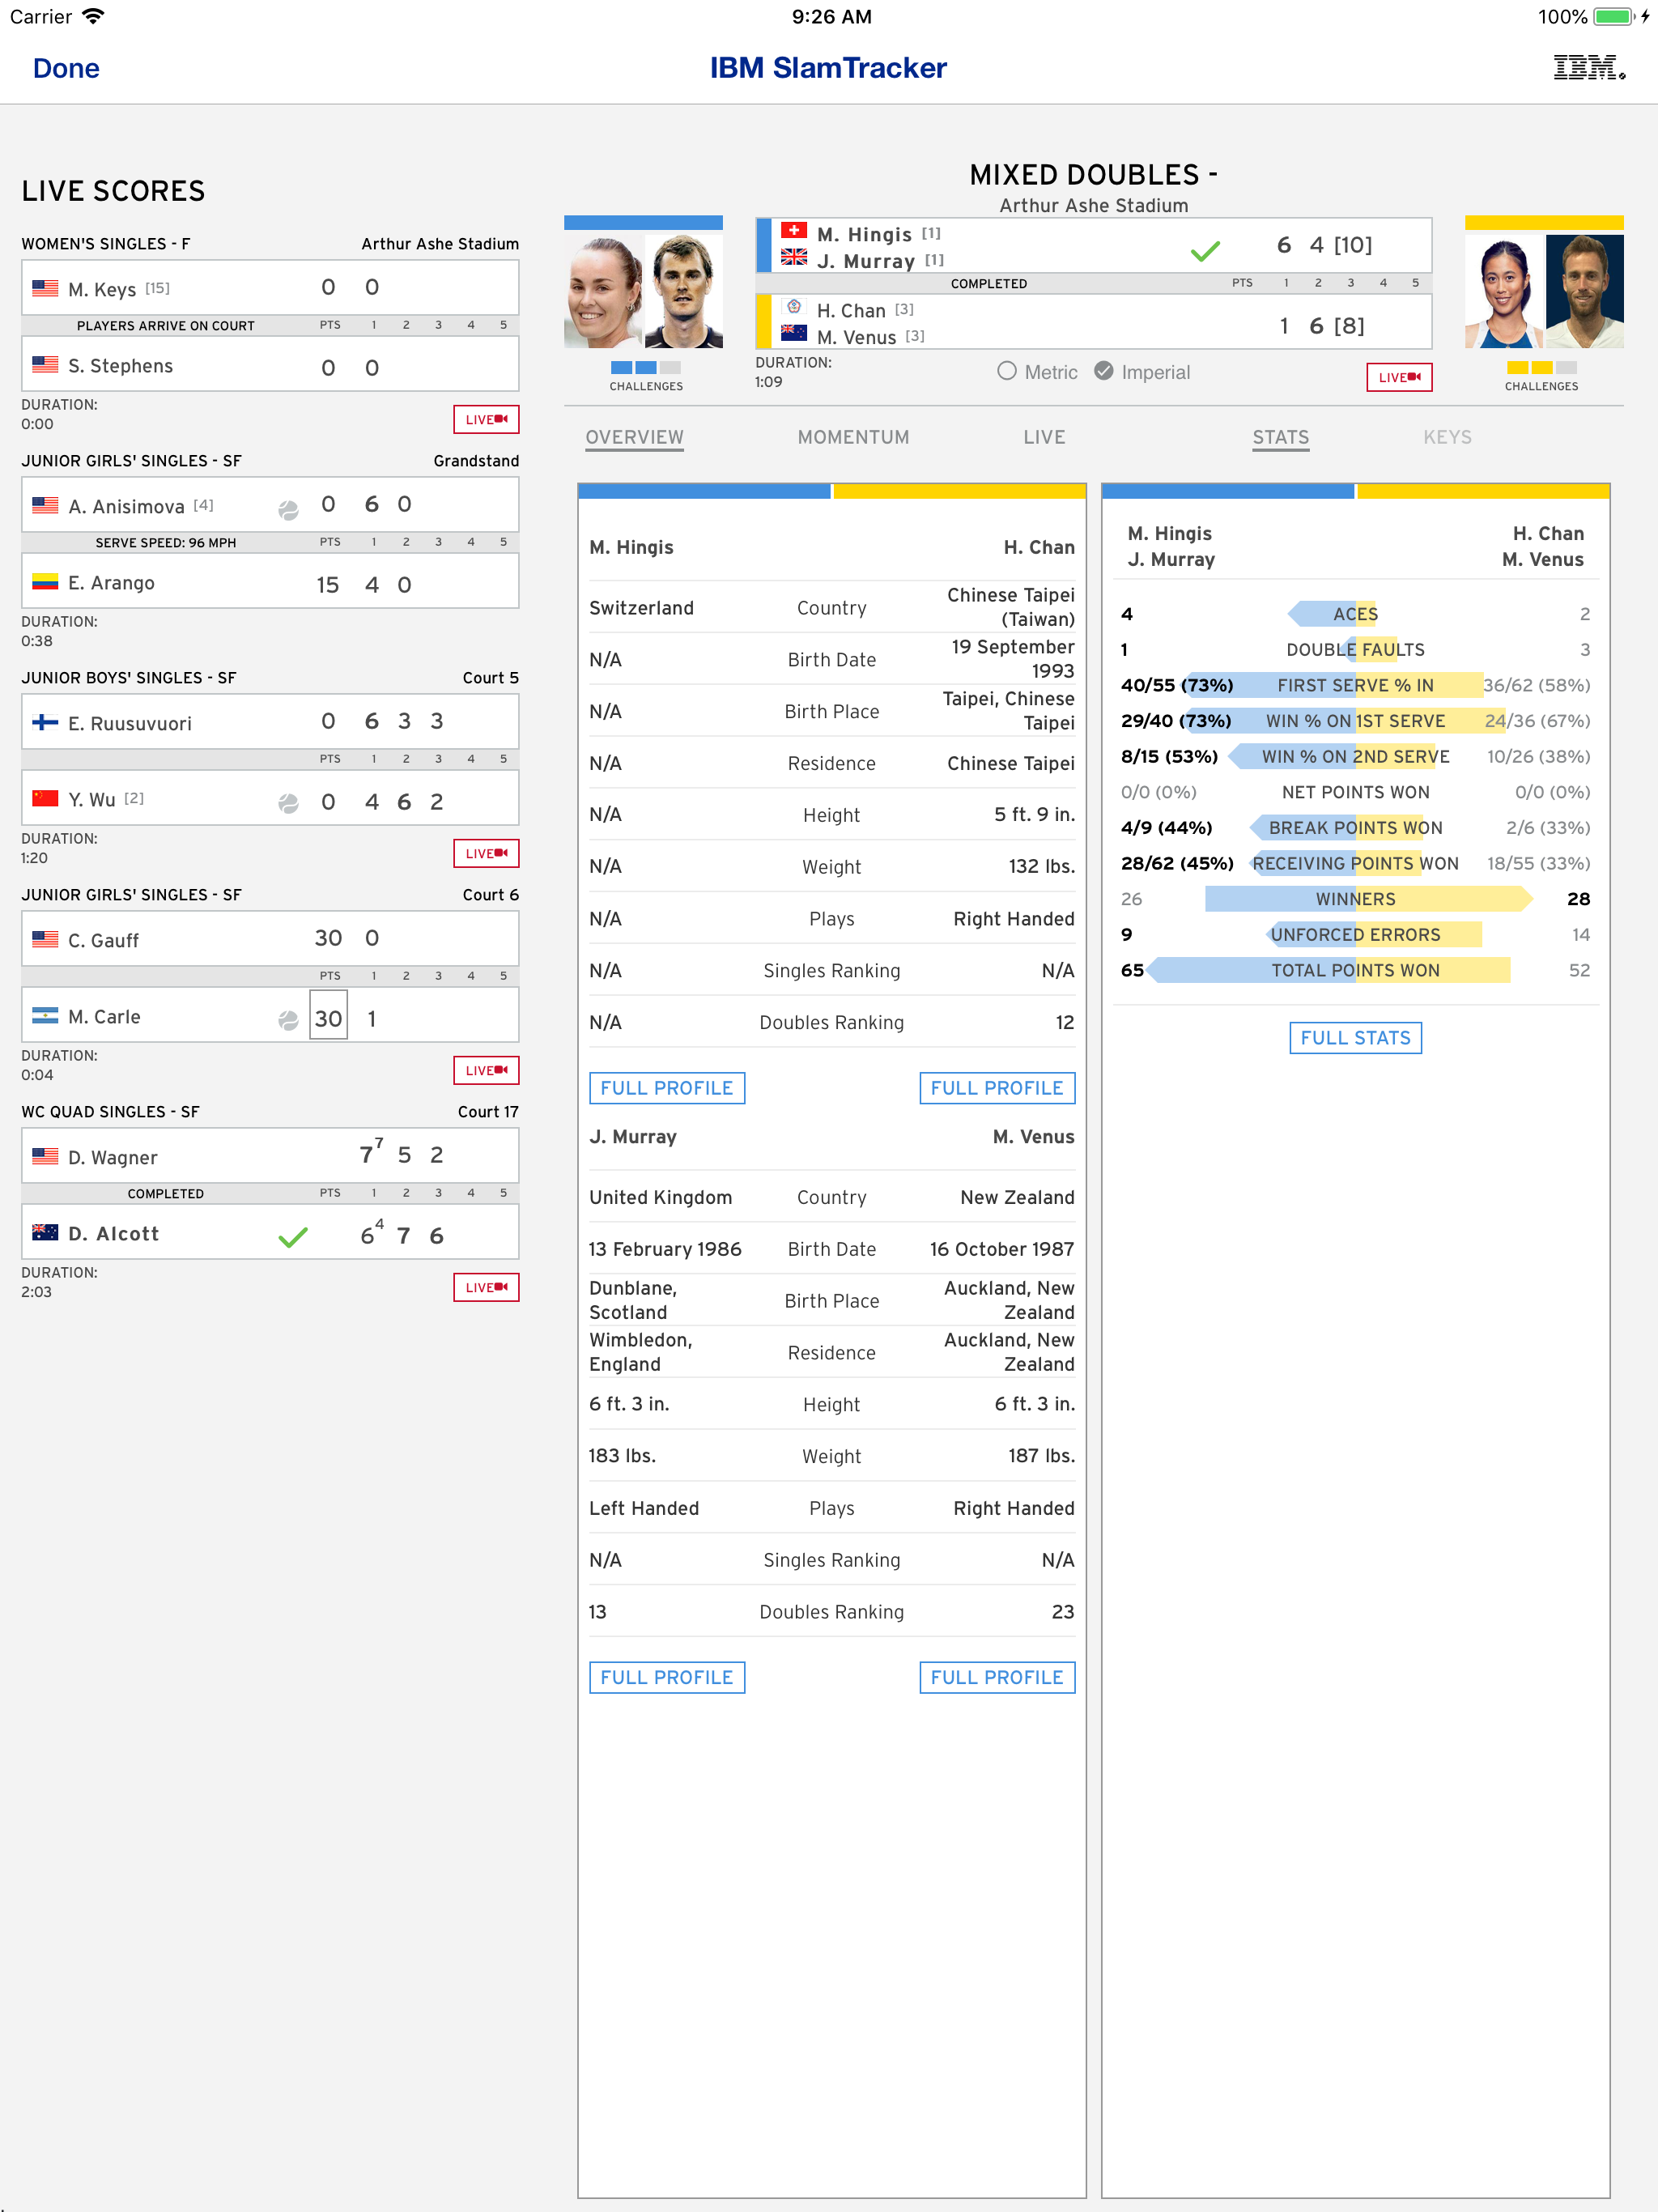 Carrier 9:26 AM 100%
Done IBM SlamTracker IBM.
LIVE SCORES
WOMEN'S SINGLES - F Arthur Ashe Stadium
M. Keys [15] 0 0
PLAYERS ARRIVE ON COURT PTS 1 2 3 4 5
S. Stephens 0 0
DURATION:
0:00
LIVE
JUNIOR GIRLS' SINGLES - SF Grandstand
A. Anisimova [4] 0 6 0
SERVE SPEED: 96 MPH PTS 1 2 3 4 5
E. Arango 15 4 0
DURATION:
0:38
JUNIOR BOYS' SINGLES - SF Court 5
E. Ruusuvuori 0 6 3 3
PTS 1 2 3 4 5
Y. Wu [2] 0 4 6 2
DURATION:
1:20
LIVE
JUNIOR GIRLS' SINGLES - SF Court 6
C. Gauff 30 0
PTS 1 2 3 4 5
M. Carle 30 1
DURATION:
0:04
LIVE
WC QUAD SINGLES - SF Court 17
D. Wagner 7 7 5 2
COMPLETED PTS 1 2 3 4 5
D. Alcott 6 4 7 6
DURATION:
2:03
LIVE
MIXED DOUBLES -
Arthur Ashe Stadium
M. Hingis [1]
J. Murray [1]
6 4 [10]
COMPLETED PTS 1 2 3 4 5
H. Chan [3]
M. Venus [3]
1 6 [8]
CHALLENGES
DURATION:
1:09
Metric Imperial
LIVE
CHALLENGES
OVERVIEW MOMENTUM LIVE STATS KEYS
M. Hingis H. Chan
Switzerland Country Chinese Taipei
(Taiwan)
N/A Birth Date 19 September
1993
N/A Birth Place Taipei, Chinese
Taipei
N/A Residence Chinese Taipei
N/A Height 5 ft. 9 in.
N/A Weight 132 lbs.
N/A Plays Right Handed
N/A Singles Ranking N/A
N/A Doubles Ranking 12
FULL PROFILE FULL PROFILE
J. Murray M. Venus
United Kingdom Country New Zealand
13 February 1986 Birth Date 16 October 1987
Dunblane,
Scotland
Birth Place
Auckland, New
Zealand
Wimbledon,
England
Residence
Auckland, New
Zealand
6 ft. 3 in. Height 6 ft. 3 in.
183 lbs. Weight 187 lbs.
Left Handed Plays Right Handed
N/A Singles Ranking N/A
13 Doubles Ranking 23
FULL PROFILE FULL PROFILE
M. Hingis H. Chan
J. Murray M. Venus
4 ACES 2
1 DOUBLE FAULTS 3
40/55 (73%) FIRST SERVE % IN 36/62 (58%)
29/40 (73%) WIN % ON 1ST SERVE 24/36 (67%)
8/15 (53%) WIN % ON 2ND SERVE 10/26 (38%)
0/0 (0%) NET POINTS WON 0/0 (0%)
4/9 (44%) BREAK POINTS WON 2/6 (33%)
28/62 (45%) RECEIVING POINTS WON 18/55 (33%)
26 WINNERS 28
9 UNFORCED ERRORS 14
65 TOTAL POINTS WON 52
FULL STATS